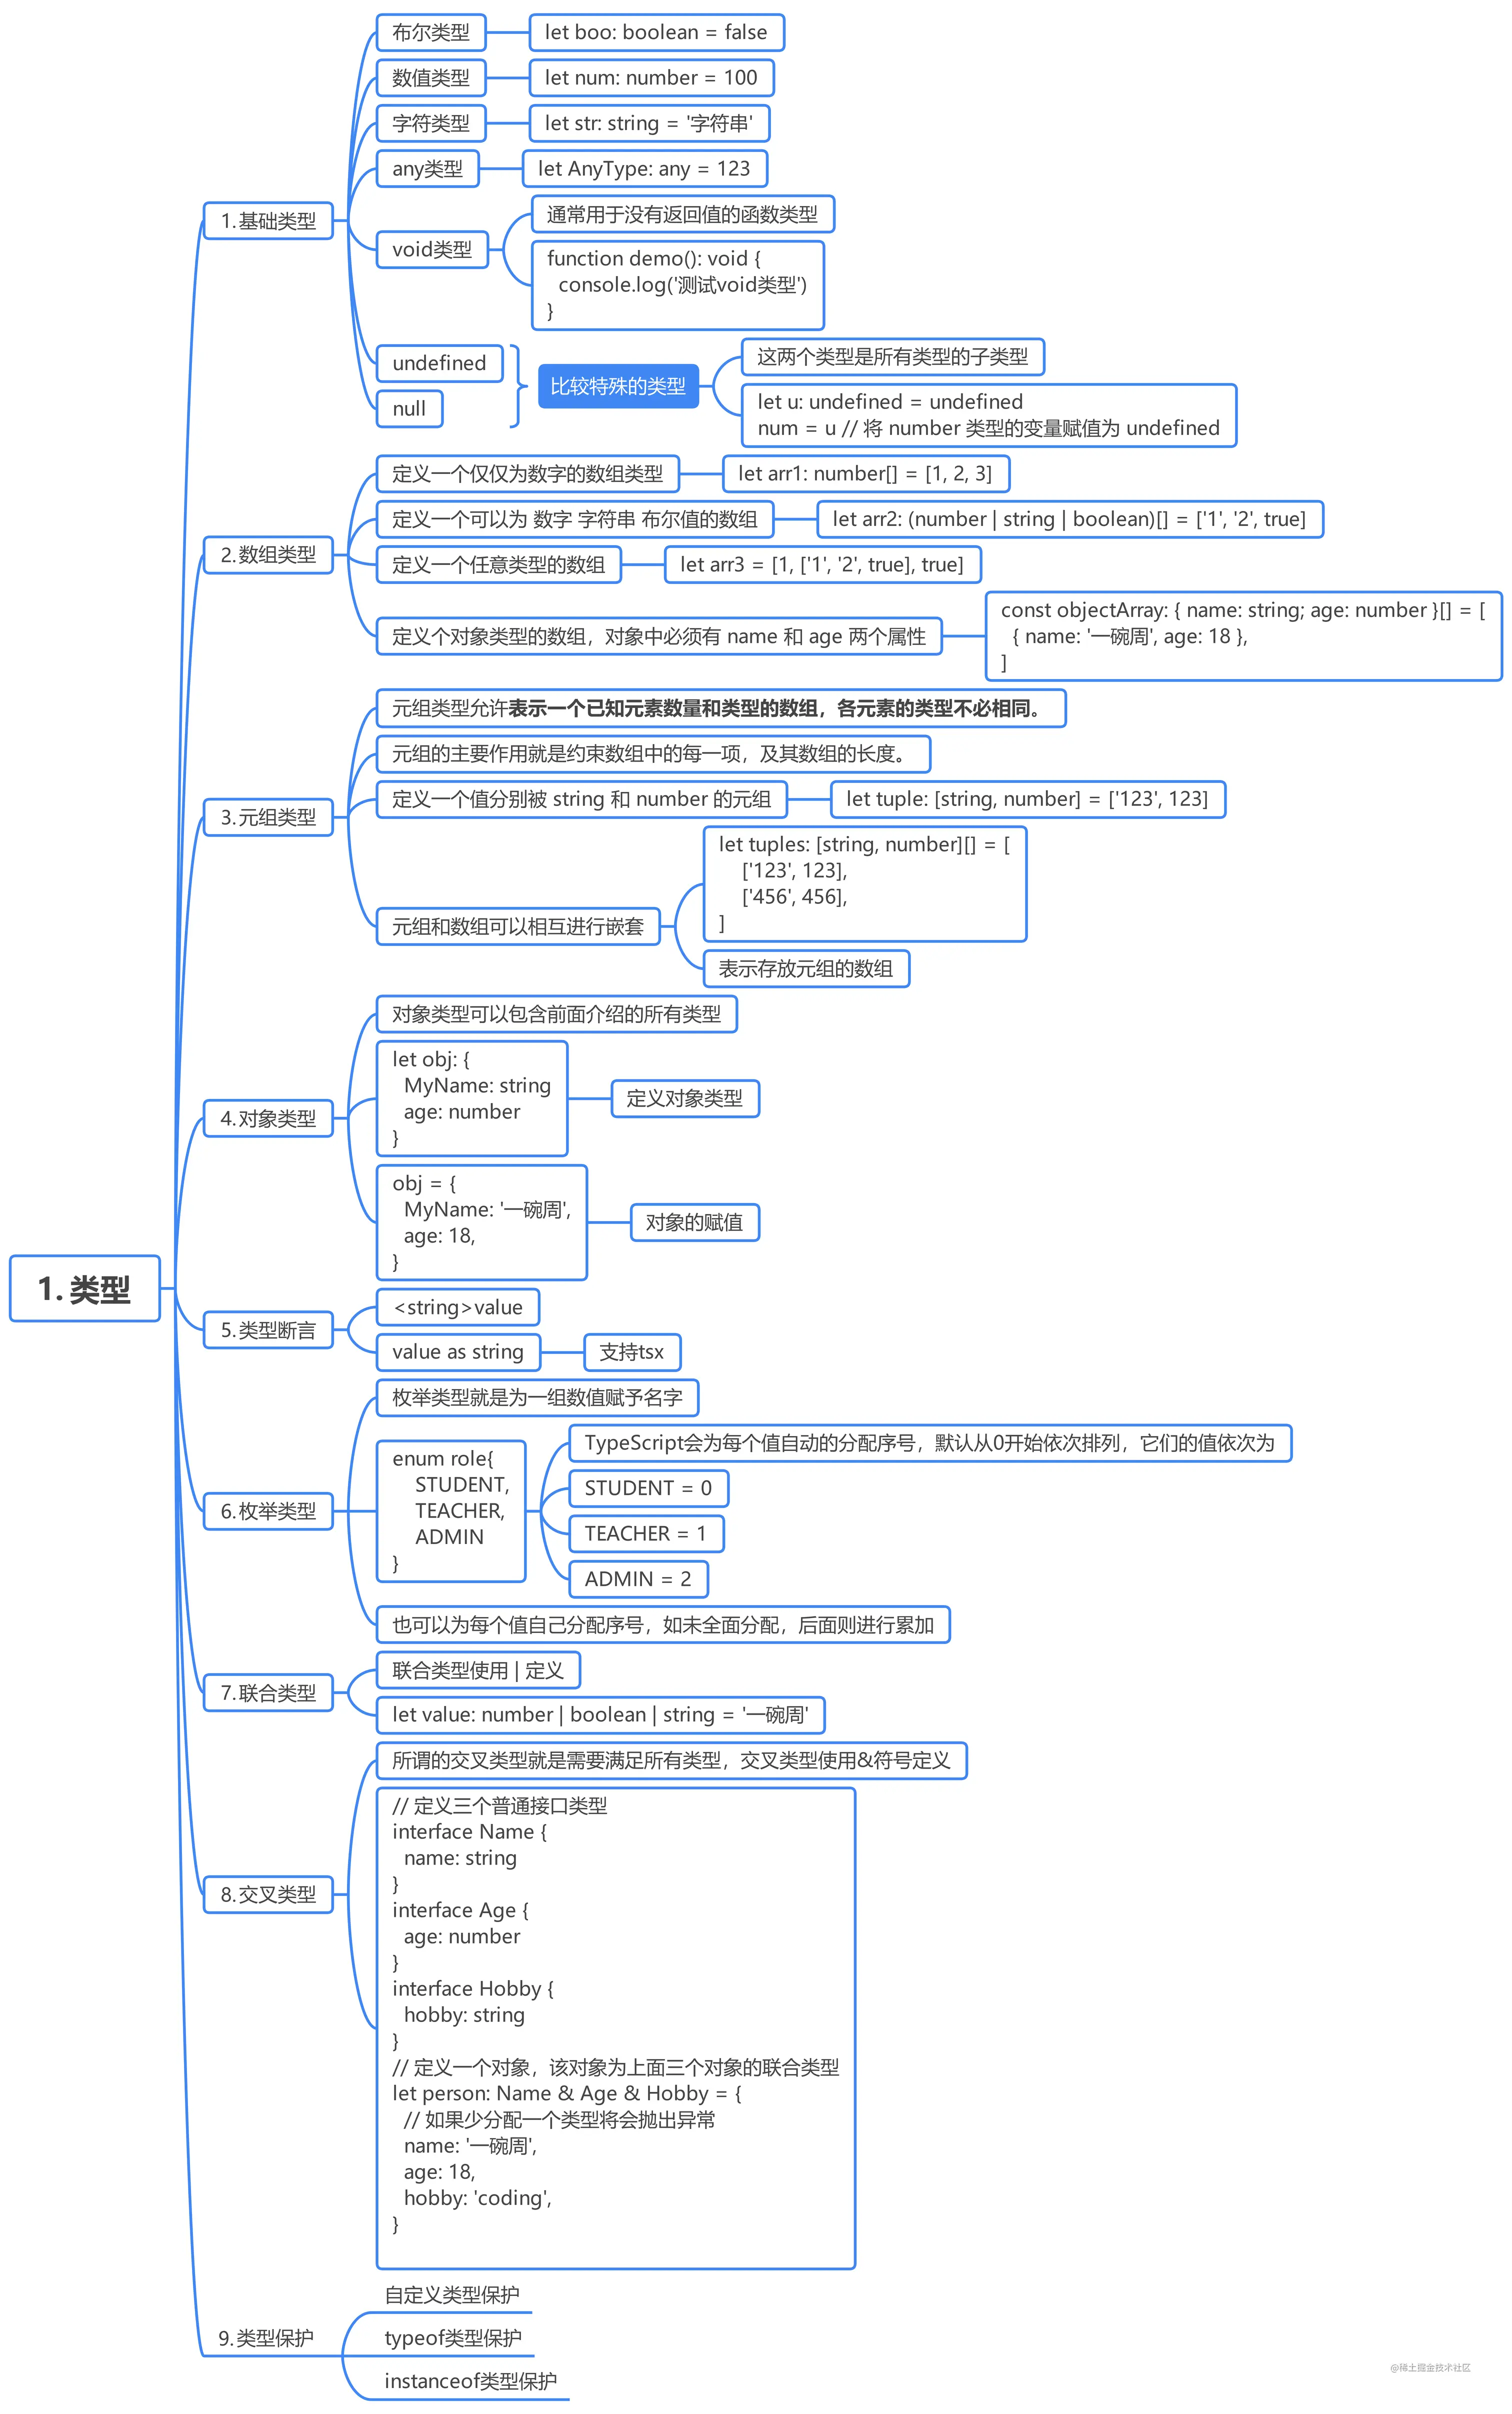 1. 类型
1.基础类型
布尔类型
let boo: boolean = false
数值类型
let num: number = 100
字符类型
let str: string = '字符串'
any类型
let AnyType: any = 123
void类型
通常用于没有返回值的函数类型
function demo(): void {
console.log('测试void类型')
}
undefined
null
比较特殊的类型
这两个类型是所有类型的子类型
let u: undefined = undefined
num = u // 将 number 类型的变量赋值为 undefined
2.数组类型
定义一个仅仅为数字的数组类型
let arr1: number[] = [1, 2, 3]
定义一个可以为 数字 字符串 布尔值的数组
let arr2: (number | string | boolean)[] = ['1', '2', true]
定义一个任意类型的数组
let arr3 = [1, ['1', '2', true], true]
定义个对象类型的数组，对象中必须有 name 和 age 两个属性
const objectArray: { name: string; age: number }[] = [
{ name: '一碗周', age: 18 },
]
3.元组类型
元组类型允许表示一个已知元素数量和类型的数组，各元素的类型不必相同。
元组的主要作用就是约束数组中的每一项，及其数组的长度。
定义一个值分别被 string 和 number 的元组
let tuple: [string, number] = ['123', 123]
元组和数组可以相互进行嵌套
let tuples: [string, number][] = [
['123', 123],
['456', 456],
]
表示存放元组的数组
4.对象类型
对象类型可以包含前面介绍的所有类型
let obj: {
MyName: string
age: number
}
定义对象类型
obj = {
MyName: '一碗周',
age: 18,
}
对象的赋值
5.类型断言
<string>value
value as string
支持tsx
6.枚举类型
枚举类型就是为一组数值赋予名字
enum role{
STUDENT,
TEACHER,
ADMIN
}
TypeScript会为每个值自动的分配序号，默认从0开始依次排列，它们的值依次为
STUDENT = 0
TEACHER = 1
ADMIN = 2
也可以为每个值自己分配序号，如未全面分配，后面则进行累加
7.联合类型
联合类型使用 | 定义
let value: number | boolean | string = '一碗周'
8.交叉类型
所谓的交叉类型就是需要满足所有类型，交叉类型使用&符号定义
// 定义三个普通接口类型
interface Name {
name: string
}
interface Age {
age: number
}
interface Hobby {
hobby: string
}
// 定义一个对象，该对象为上面三个对象的联合类型
let person: Name & Age & Hobby = {
// 如果少分配一个类型将会抛出异常
name: '一碗周',
age: 18,
hobby: 'coding',
}
9.类型保护
自定义类型保护
typeof类型保护
instanceof类型保护
@稀土掘金技术社区